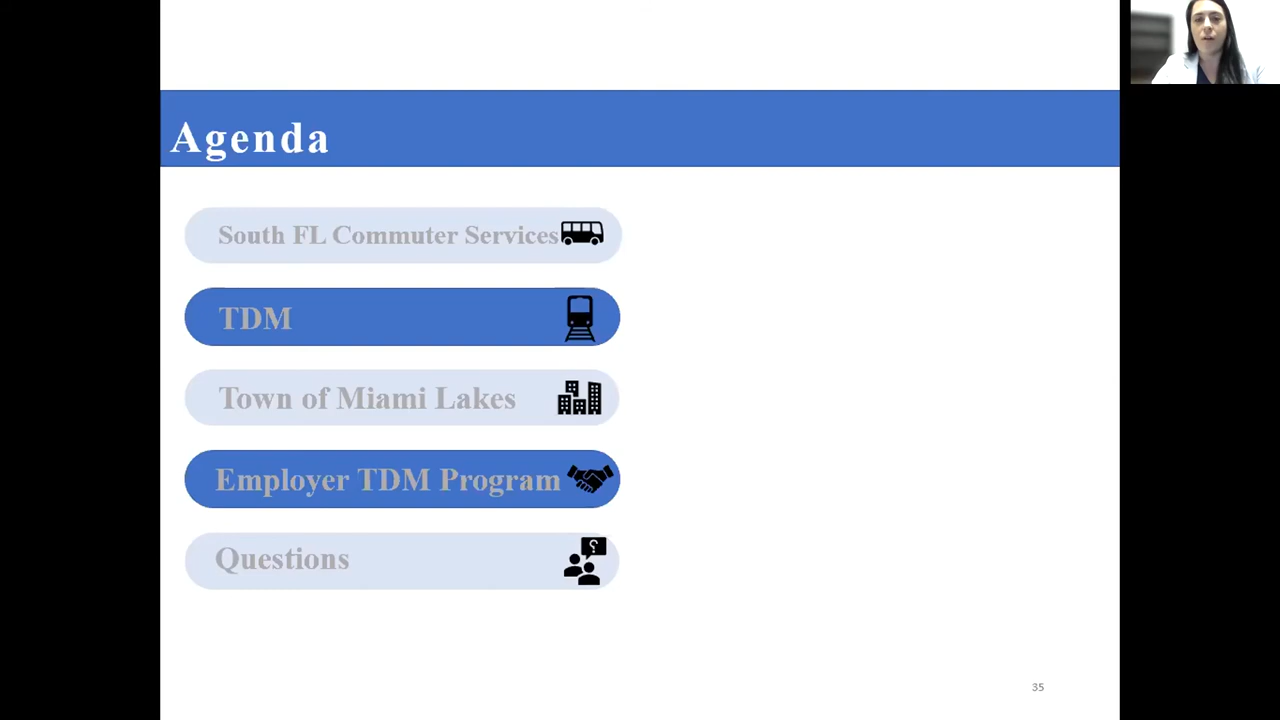 Agenda
South FL Commuter Services
TDM
Town of Miami Lakes
Employer TDM Program
?
Questions
35